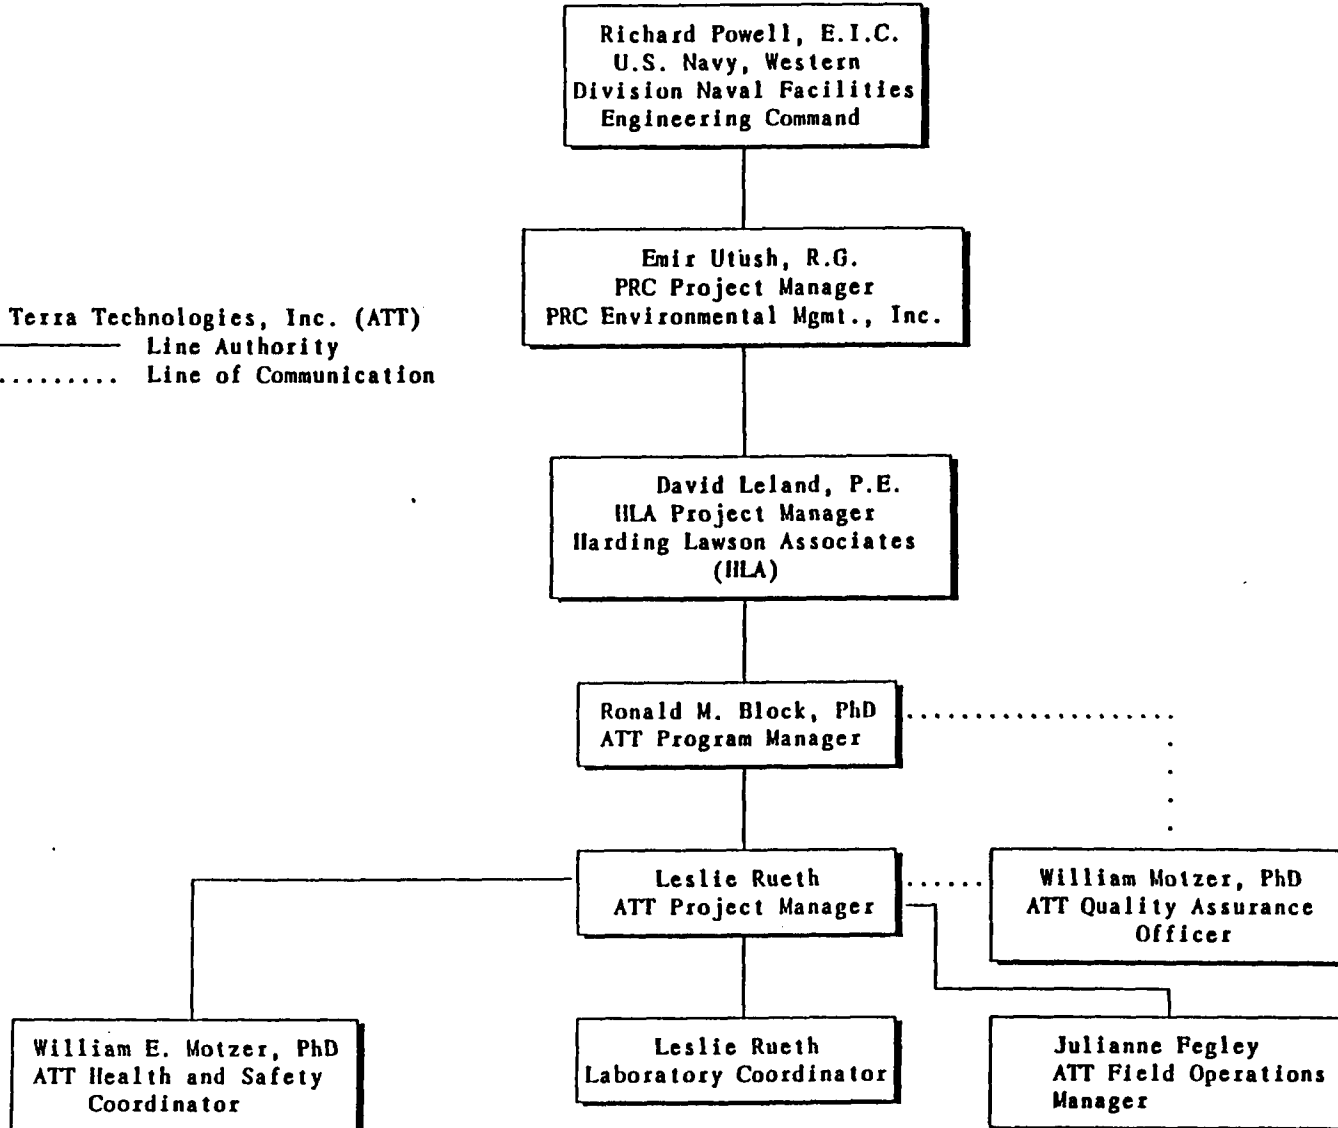 Richard Powell, E.I.C.
U.S. Navy, Western
Division Naval Facilities
Engineering Command
Emir Utush, R.G.
PRC Project Manager
PRC Environmental Mgmt., Inc.
Terra Technologies, Inc. (ATT)
Line Authority
Line of Communication
David Leland, P.E.
HLA Project Manager
Harding Lawson Associates
(HLA)
Ronald M. Block, PhD
ATT Program Manager
Leslie Rueth
ATT Project Manager
William Motzer, PhD
ATT Quality Assurance
Officer
William E. Motzer, PhD
ATT Health and Safety
Coordinator
Leslie Rueth
Laboratory Coordinator
Julianne Fegley
ATT Field Operations
Manager